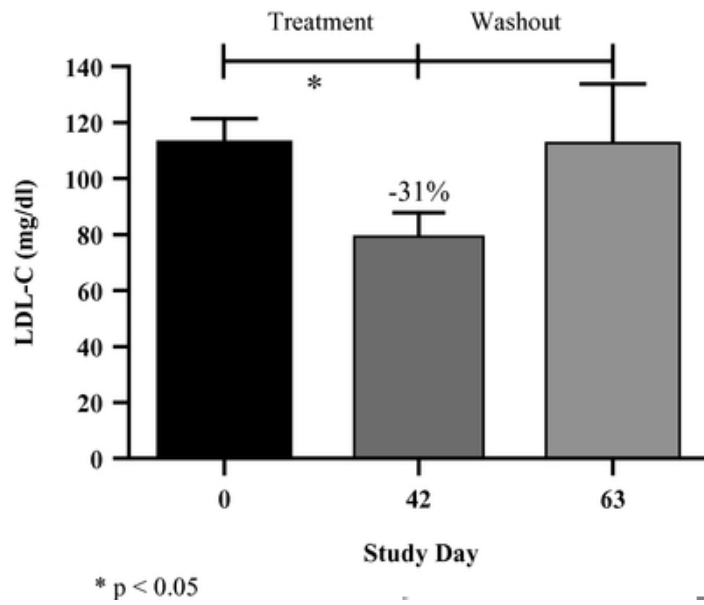 Treatment Washout
*
140
120
100
80
60
40
20
0
LDL-C (mg/dl)
-31%
0 42 63
Study Day
* p < 0.05